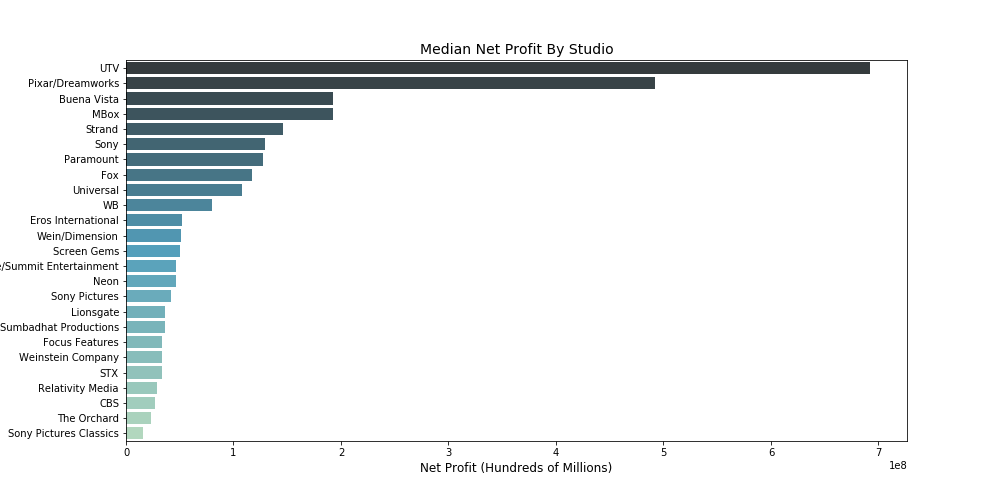 Median Net Profit By Studio
UTV
Pixar/Dreamworks
Buena Vista
MBox
Strand
Sony
Paramount
Fox
Universal
WB
Eros International
Wein/Dimension
Screen Gems
/Summit Entertainment
Neon
Sony Pictures
Lionsgate
Sumbadhat Productions
Focus Features
Weinstein Company
STX
Relativity Media
CBS
The Orchard
Sony Pictures Classics
0 1 2 3 4 5 6 7
1e8
Net Profit (Hundreds of Millions)